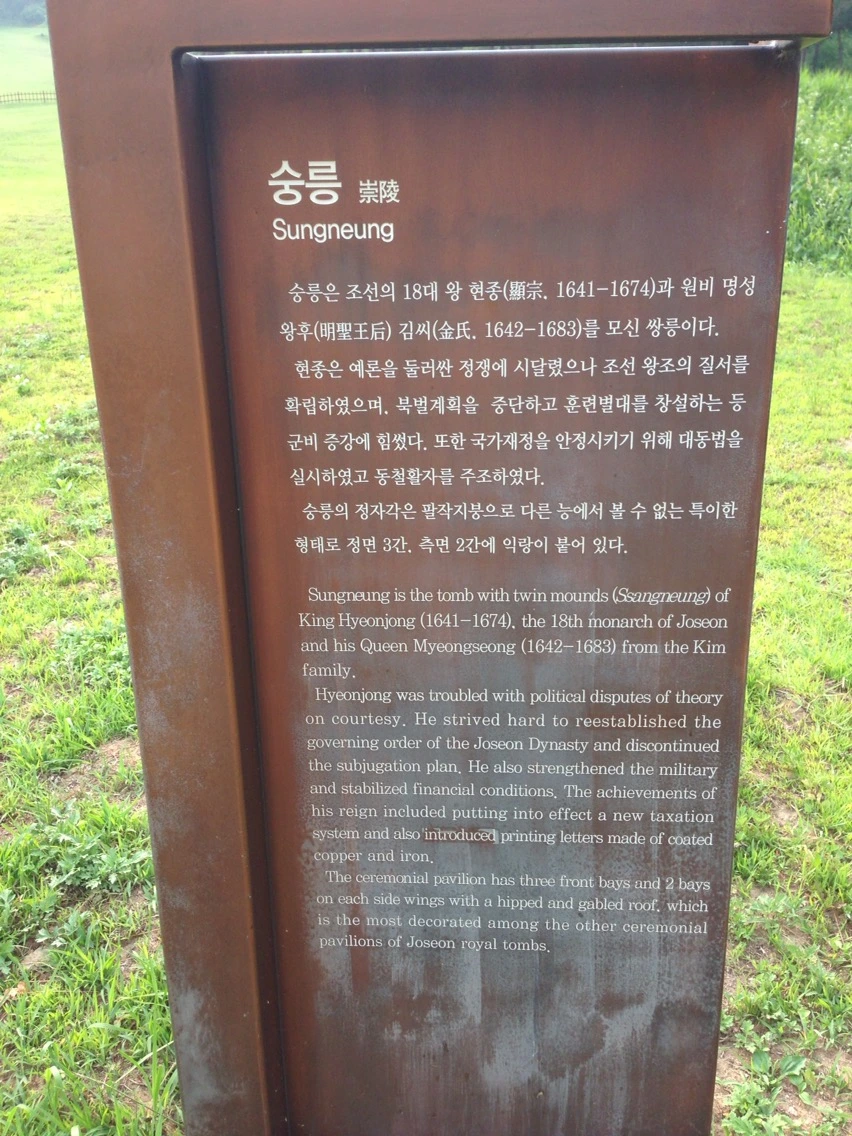 숭릉 崇陵
Sungneung
숭릉은 조선의 18대 왕 현종(顯宗, 1641-1674)과 원비 명성
왕후(明聖王后) 김씨(金氏, 1642-1683)를 모신 쌍릉이다.
현종은 예론을 둘러싼 정쟁에 시달렸으나 조선 왕조의 질서를
확립하였으며, 북벌계획을 중단하고 훈련별대를 창설하는 등
군비 증강에 힘썼다. 또한 국가재정을 안정시키기 위해 대동법을
실시하였고 동철활자를 주조하였다.
숭릉의 정자각은 팔작지붕으로 다른 능에서 볼 수 없는 특이한
형태로 정면 3간, 측면 2간에 익랑이 붙어 있다.
Sungneung is the tomb with twin mounds (Ssangneung) of
King Hyeonjong (1641-1674), the 18th monarch of Joseon
and his Queen Myeongseong (1642-1683) from the Kim
family.
Hyeonjong was troubled with political disputes of theory
on courtesy. He strived hard to reestablished the
governing order of the Joseon Dynasty and discontinued
the subjugation plan. He also strengthened the military
and stabilized financial conditions. The achievements of
his reign included putting into effect a new taxation
system and also introduced printing letters made of coated
copper and iron.
The ceremonial pavilion has three front bays and 2 bays
on each side wings with a hipped and gabled roof, which
is the most decorated among the other ceremonial
pavilions of Joseon royal tombs.